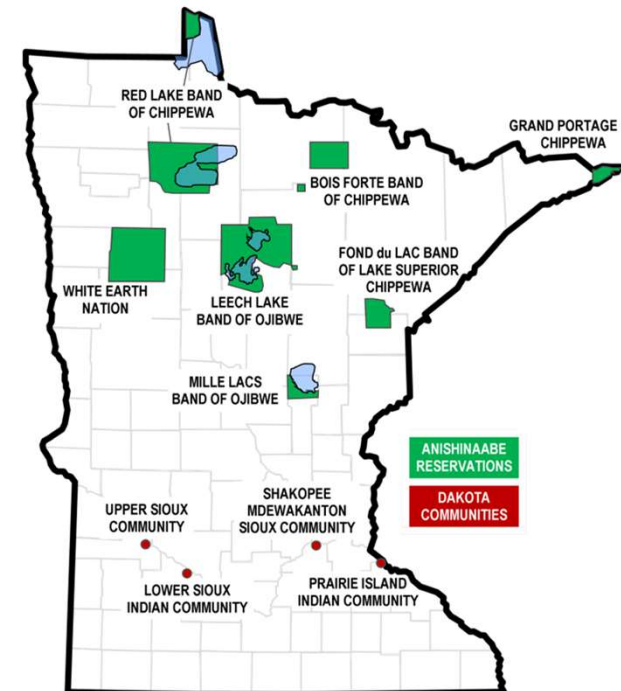 RED LAKE BAND
OF CHIPPEWA
GRAND PORTAGE
CHIPPEWA
BOIS FORTE BAND
OF CHIPPEWA
WHITE EARTH
NATION
LEECH LAKE
BAND OF OJIBWE
FOND du LAC BAND
OF LAKE SUPERIOR
CHIPPEWA
MILLE LACS
BAND OF OJIBWE
ANISHINAABE
RESERVATIONS
DAKOTA
COMMUNITIES
UPPER SIOUX
COMMUNITY
SHAKOPEE
MDEWAKANTON
SIOUX COMMUNITY
LOWER SIOUX
INDIAN COMMUNITY
PRAIRIE ISLAND
INDIAN COMMUNITY